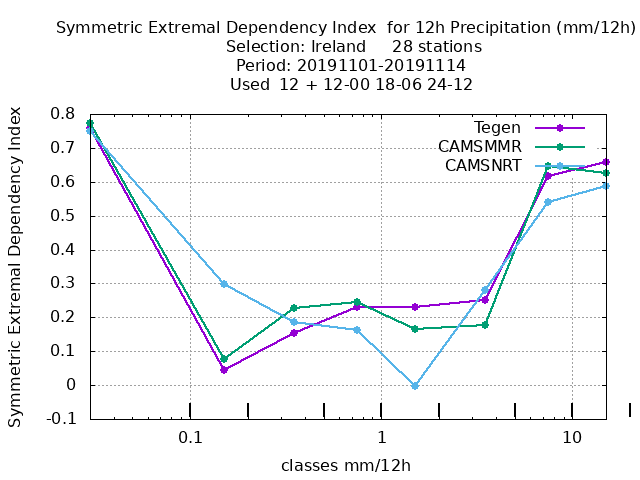 Symmetric Extremal Dependency Index  for 12h Precipitation (mm/12h)
Selection: Ireland     28 stations
Period: 20191101-20191114
Used  12 + 12-00 18-06 24-12
Symmetric Extremal Dependency Index
0.8
0.7
0.6
0.5
0.4
0.3
0.2
0.1
0
-0.1
Tegen
CAMSMMR
CAMSNRT
0.1
1
10
classes mm/12h